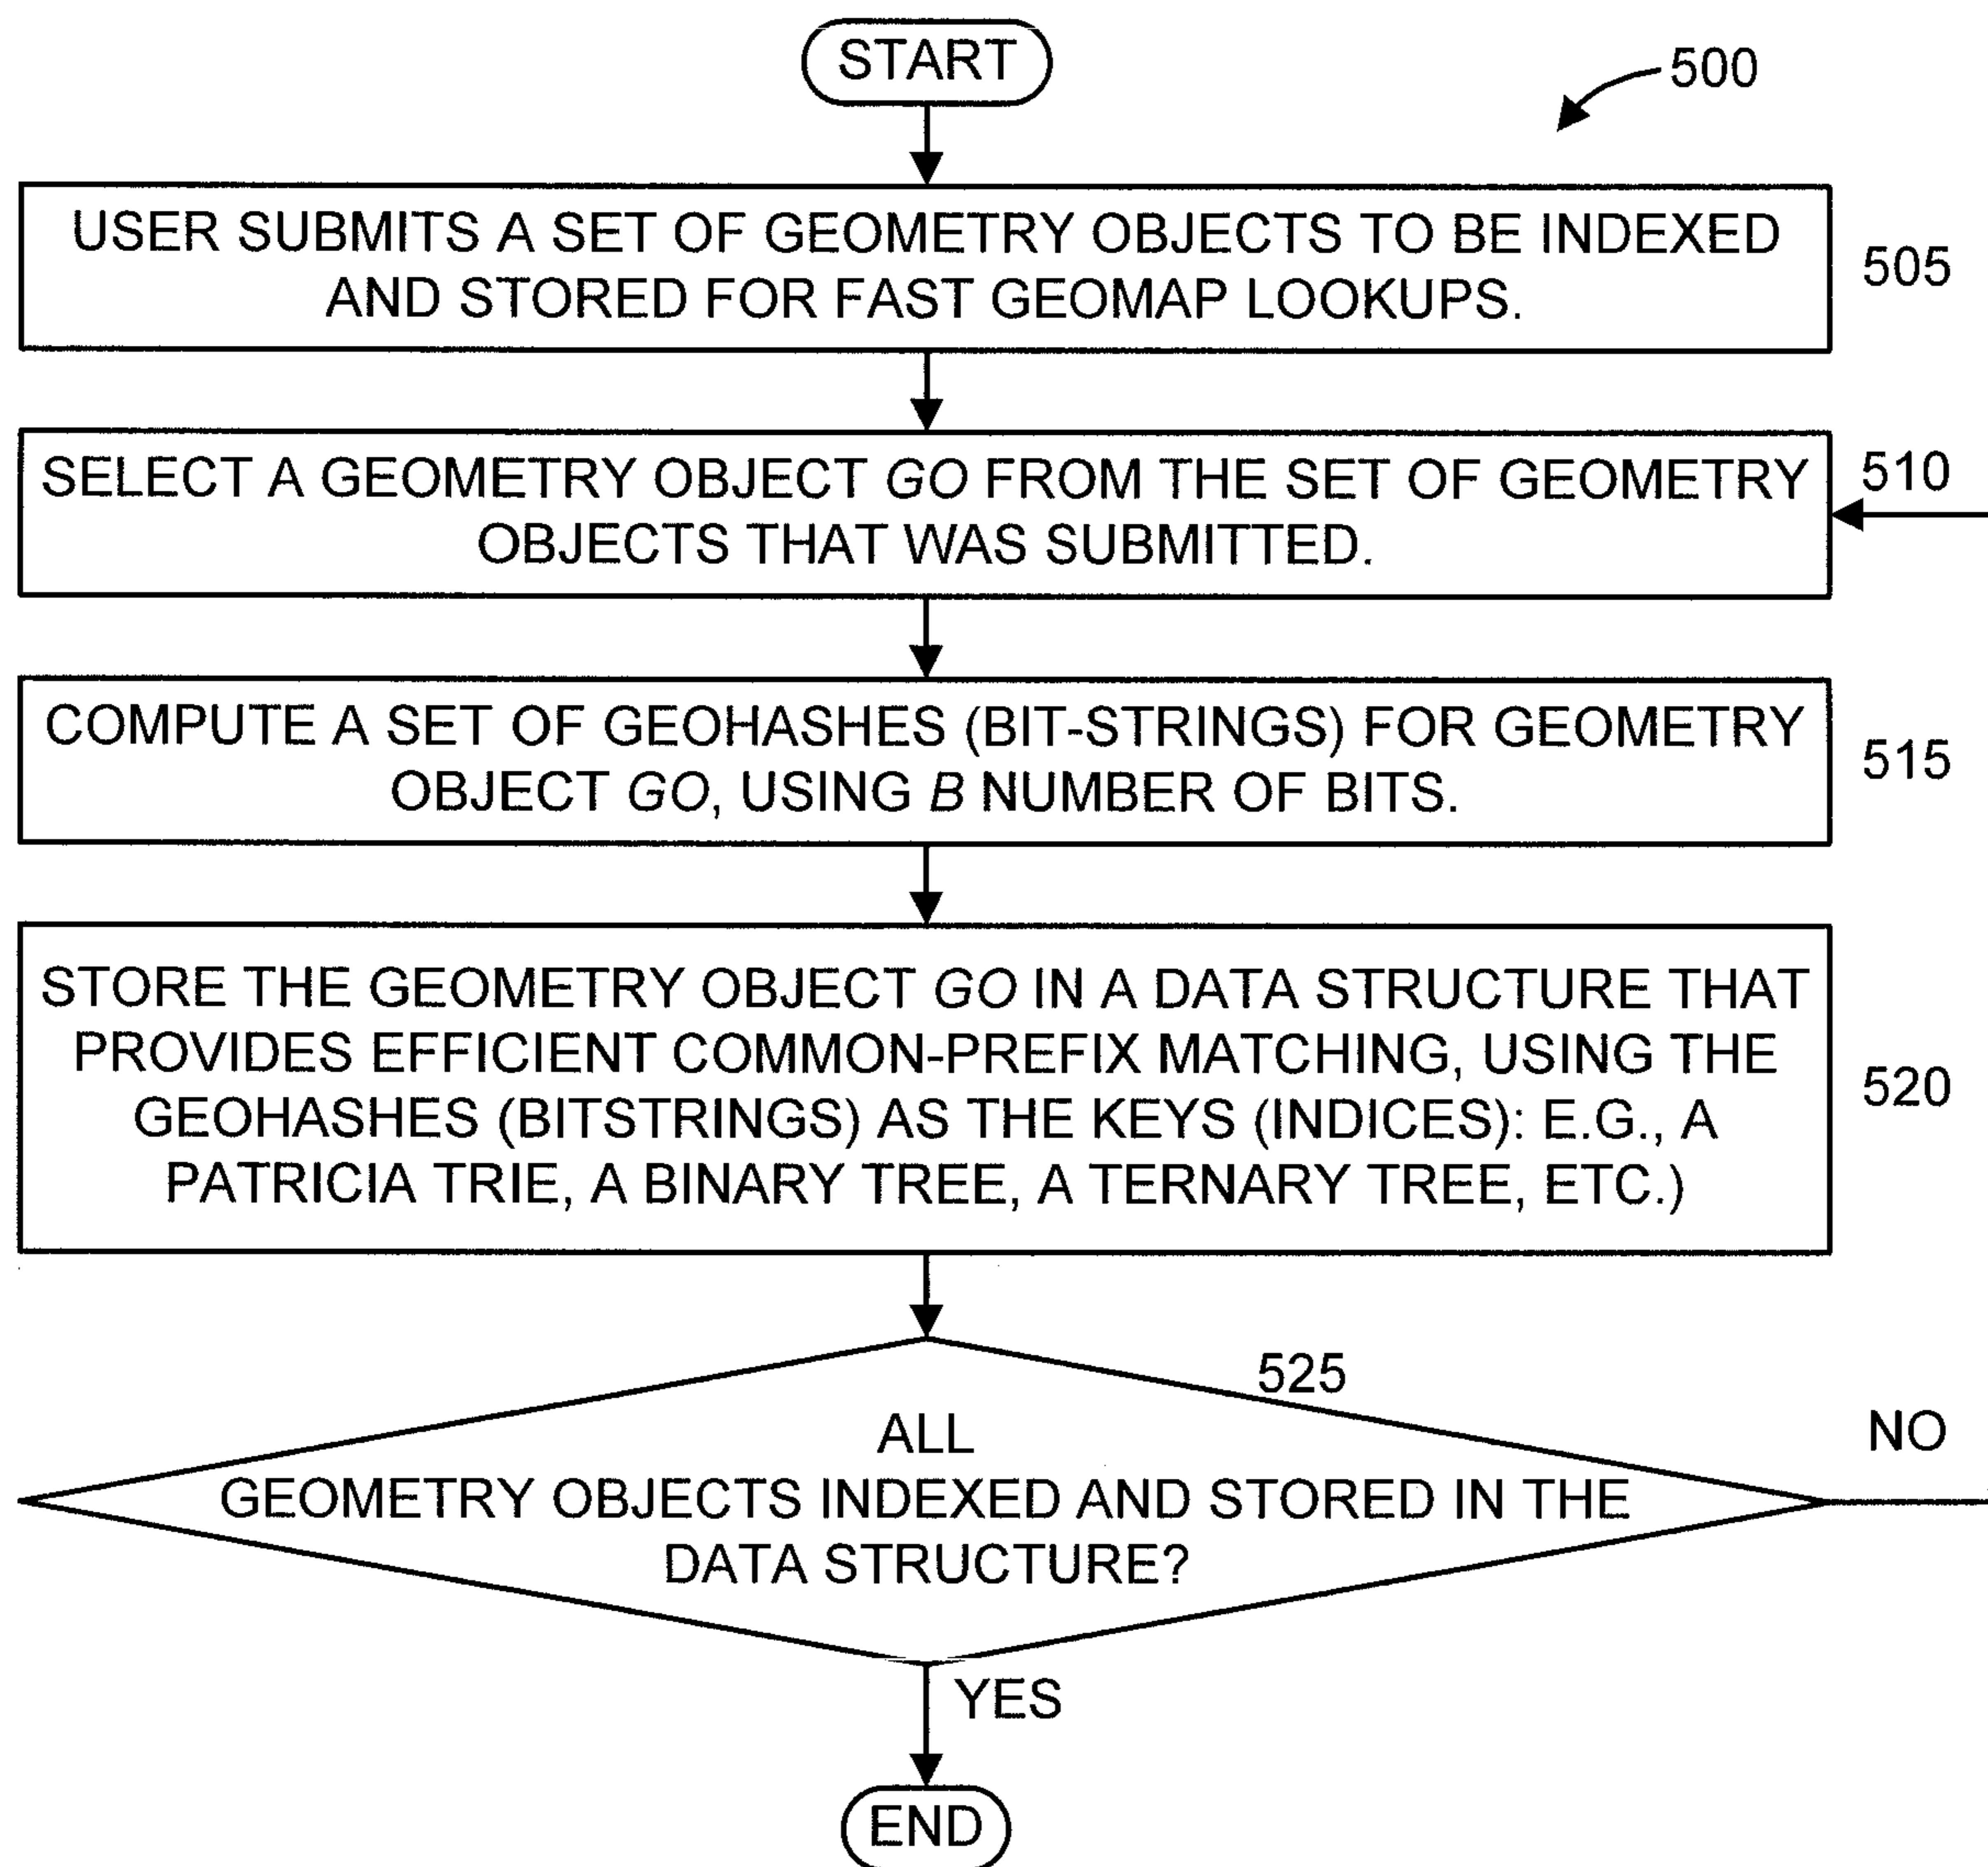 START
500
USER SUBMITS A SET OF GEOMETRY OBJECTS TO BE INDEXED
AND STORED FOR FAST GEOMAP LOOKUPS.
505
SELECT A GEOMETRY OBJECT GO FROM THE SET OF GEOMETRY
OBJECTS THAT WAS SUBMITTED.
510
COMPUTE A SET OF GEOHASHES (BIT-STRINGS) FOR GEOMETRY
OBJECT GO, USING B NUMBER OF BITS.
515
STORE THE GEOMETRY OBJECT GO IN A DATA STRUCTURE THAT
PROVIDES EFFICIENT COMMON-PREFIX MATCHING, USING THE
GEOHASHES (BITSTRINGS) AS THE KEYS (INDICES): E.G., A
PATRICIA TRIE, A BINARY TREE, A TERNARY TREE, ETC.)
520
525
ALL
GEOMETRY OBJECTS INDEXED AND STORED IN THE
DATA STRUCTURE?
NO
YES
END